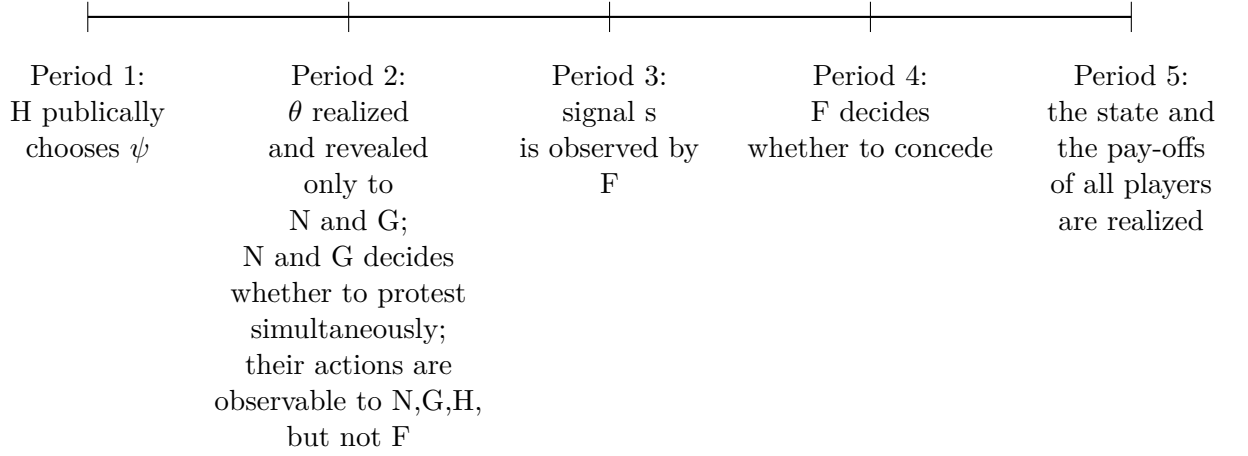 Period 1:
H publically
chooses ψ
Period 2:
θ realized
and revealed
only to
N and G;
N and G decides
whether to protest
simultaneously;
their actions are
observable to N,G,H,
but not F
Period 3:
signal s
is observed by
F
Period 4:
F decides
whether to concede
Period 5:
the state and
the pay-offs
of all players
are realized